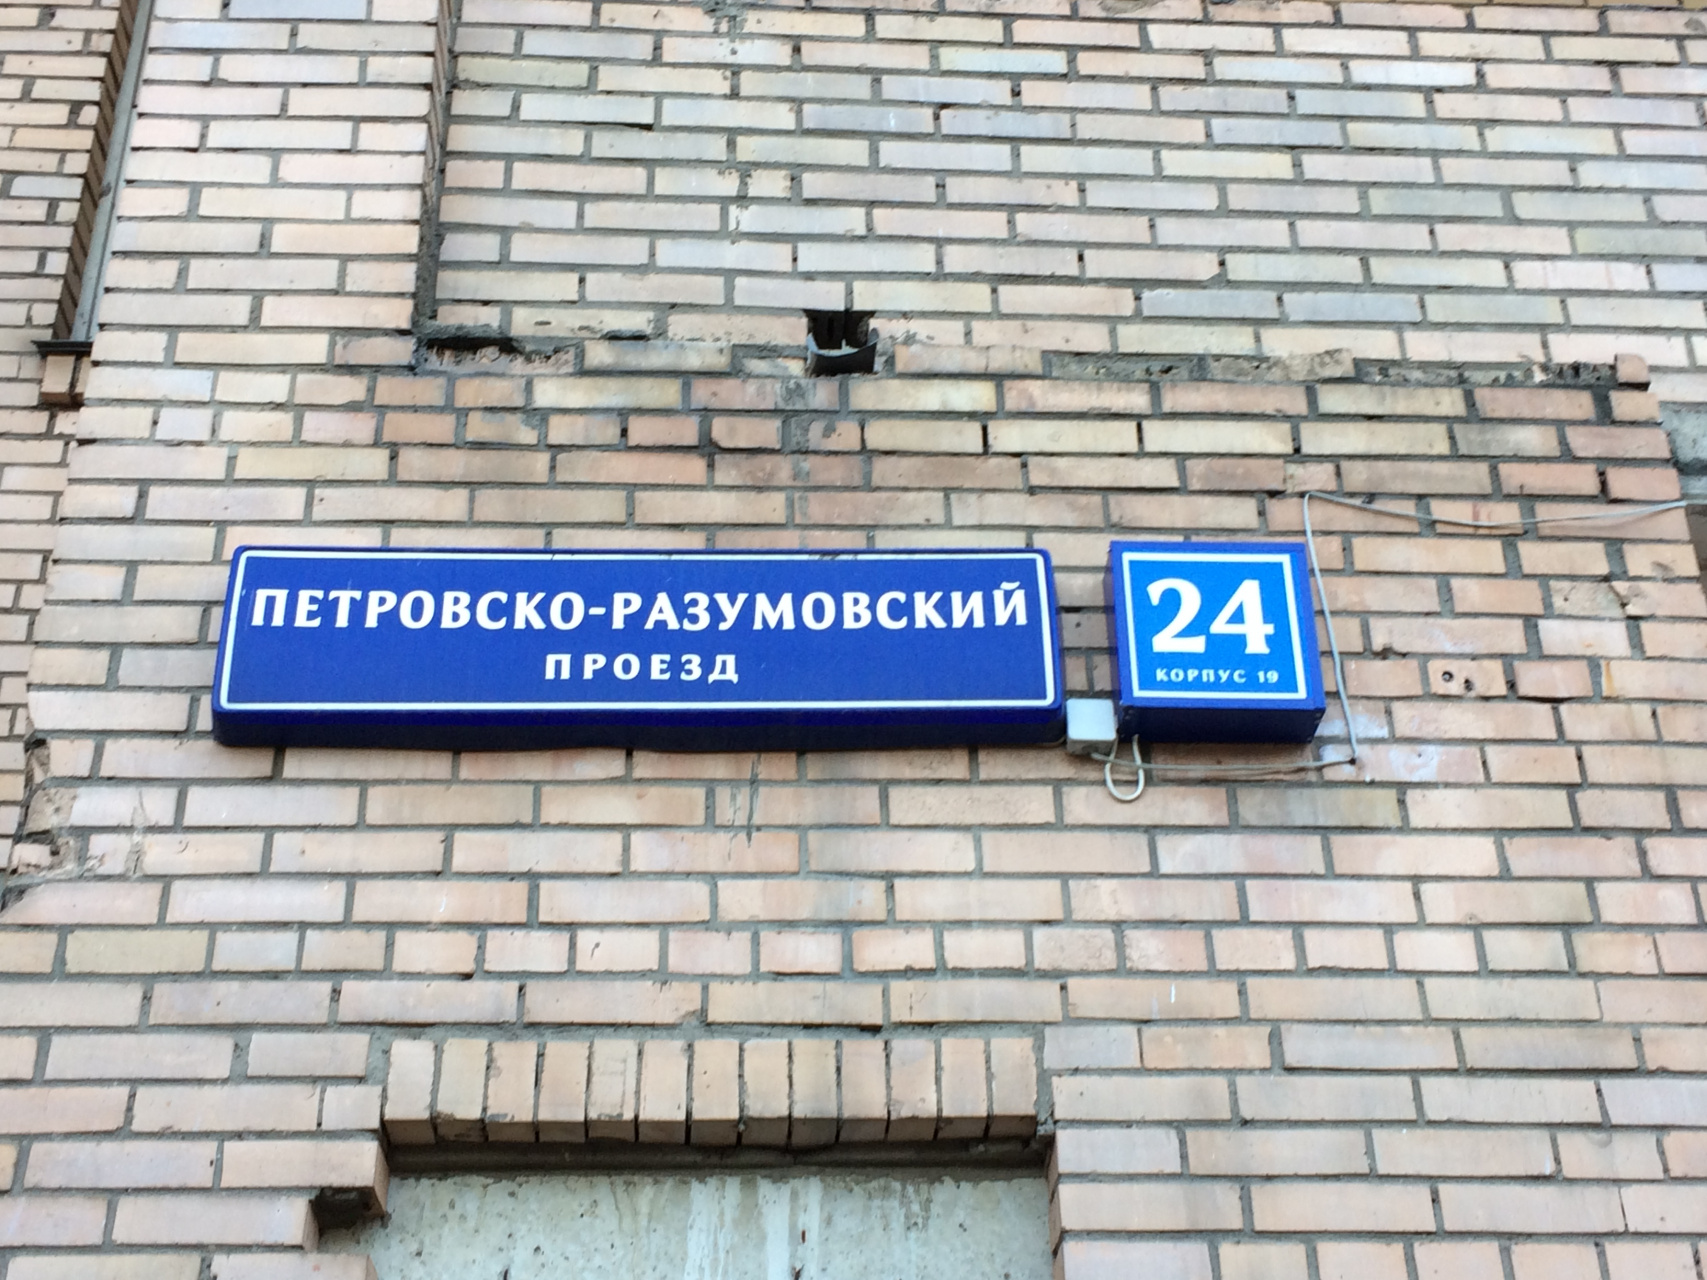 ПЕТРОВСКО-РАЗУМОВСКИЙ
ПРОЕЗД
24
КОРПУС 19